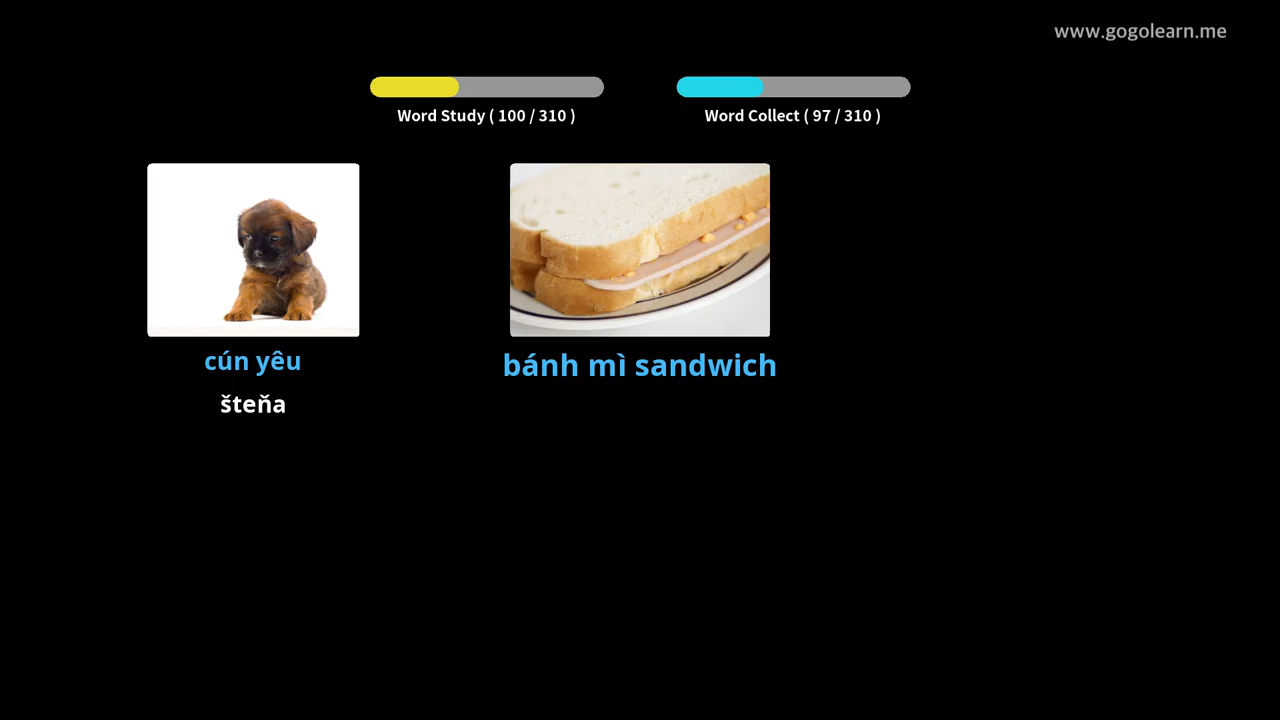 www.gogolearn.me
Word Study ( 100 / 310 )
Word Collect ( 97 / 310 )
cún yêu
šteňa
bánh mì sandwich